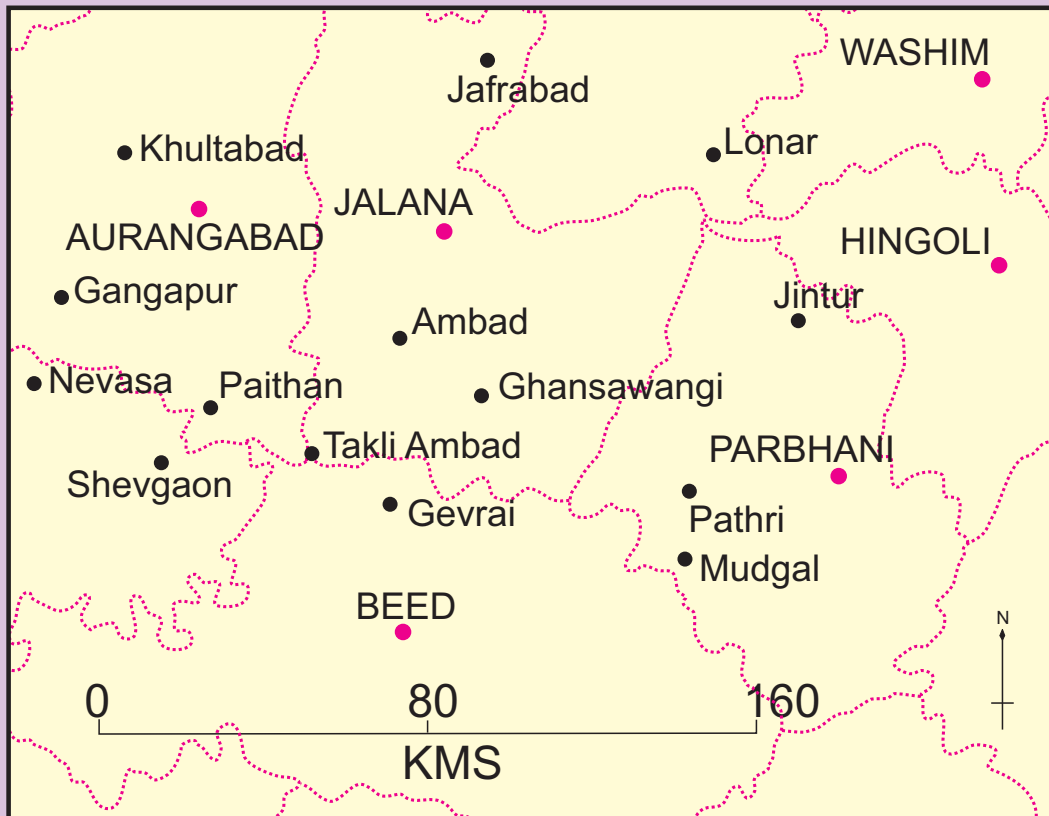 WASHIM
Jafrabad
Lonar
Khultabad
JALANA
AURANGABAD
HINGOLI
Gangapur
Jintur
Ambad
Nevasa
Paithan
Ghansawangi
Takli Ambad
PARBHANI
Shevgaon
Gevrai
Pathri
Mudgal
BEED
N
0 80 160
KMS